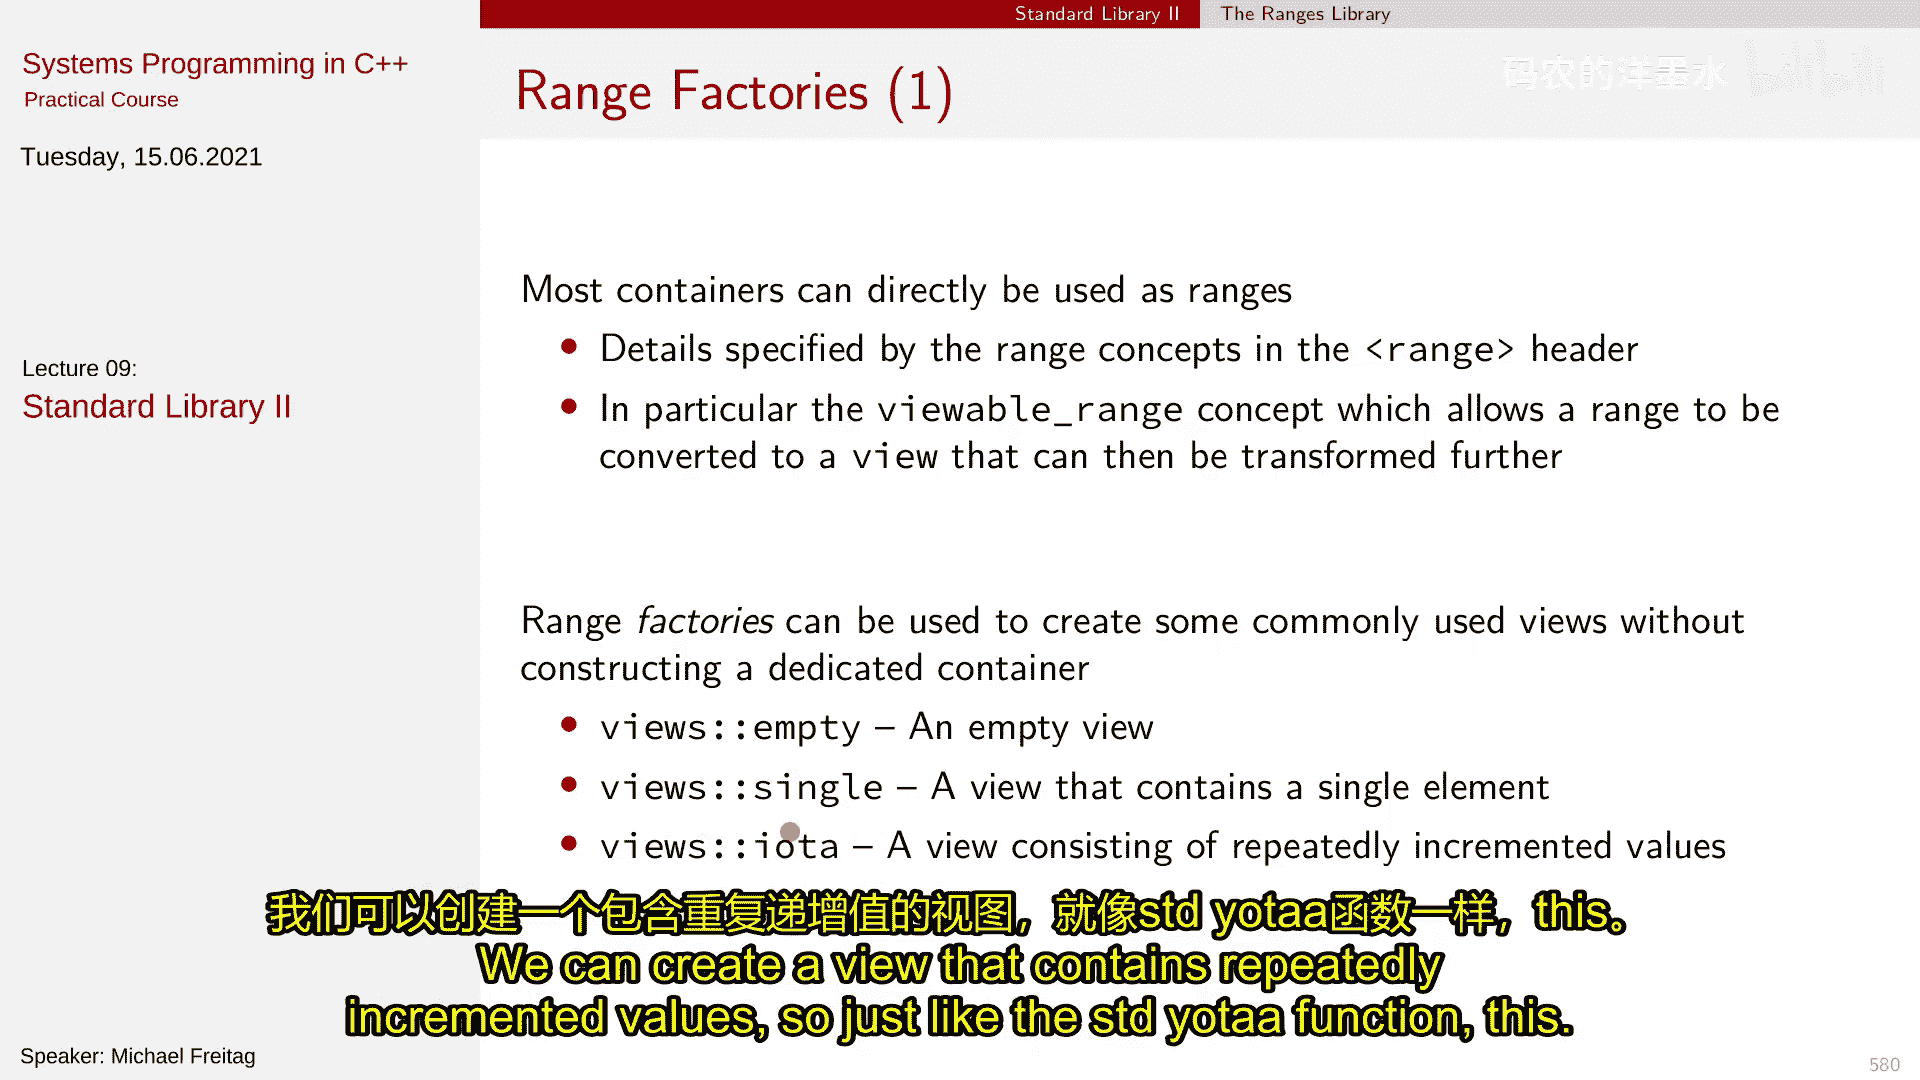 Standard Library II
The Ranges Library
Systems Programming in C++
Practical Course
Tuesday, 15.06.2021
Lecture 09:
Standard Library II
Range Factories (1)
码农的洋墨水 bilibili
Most containers can directly be used as ranges
• Details specified by the range concepts in the <range> header
• In particular the viewable_range concept which allows a range to be
converted to a view that can then be transformed further
Range factories can be used to create some commonly used views without
constructing a dedicated container
• views::empty – An empty view
• views::single – A view that contains a single element
• views::iota – A view consisting of repeatedly incremented values
我们可以创建一个包含重复递增值的视图，就像std yotaa函数一样，this。
We can create a view that contains repeatedly
incremented values, so just like the std yotaa function, this.
Speaker: Michael Freitag
580